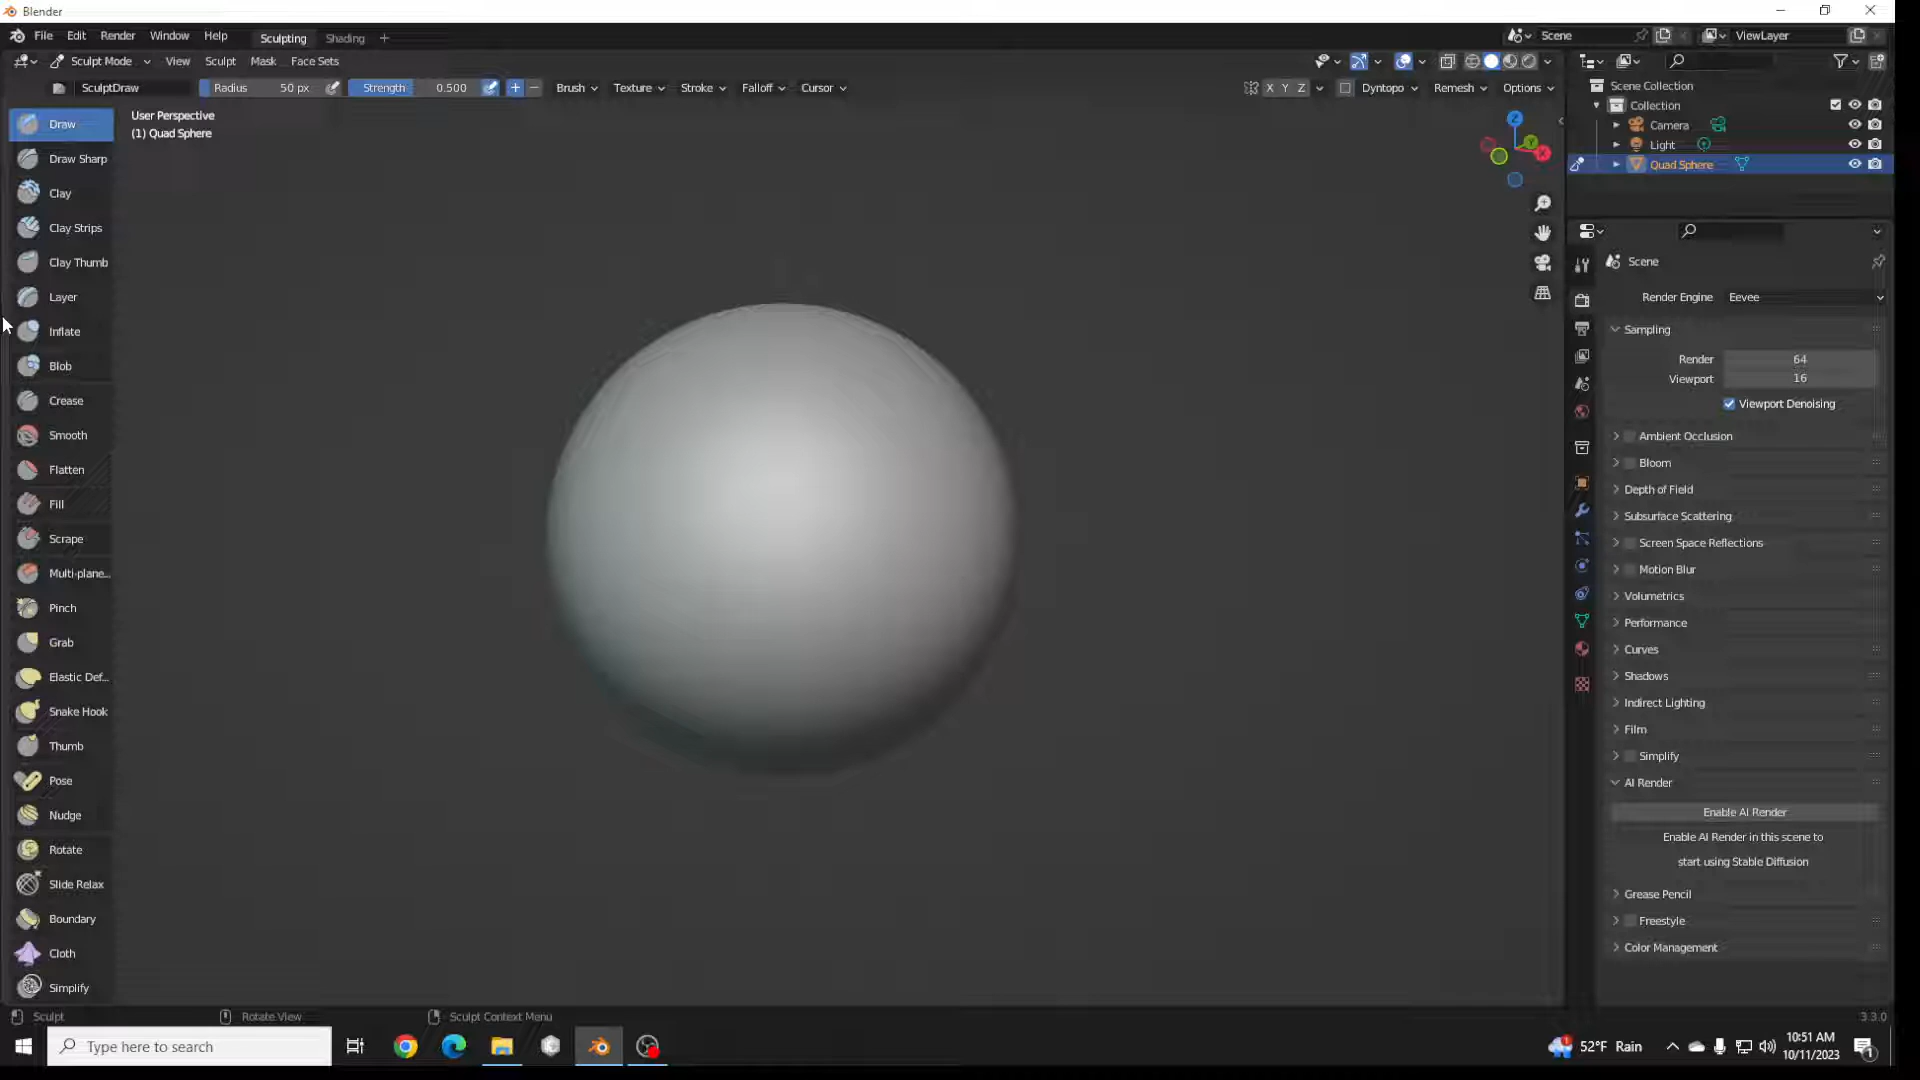 Blender
File Edit Render Window Help Sculpting Shading + Scene ViewLayer
Sculpt Mode View Sculpt Mask Face Sets
SculptDraw Radius 50 px Strength 0.500 + − Brush Texture Stroke Falloff Cursor X Y Z Dyntopo Remesh Options
Draw
Draw Sharp
Clay
Clay Strips
Clay Thumb
Layer
Inflate
Blob
Crease
Smooth
Flatten
Fill
Scrape
Multi-plane...
Pinch
Grab
Elastic Def...
Snake Hook
Thumb
Pose
Nudge
Rotate
Slide Relax
Boundary
Cloth
Simplify
User Perspective
(1) Quad Sphere
Z
Y
X
Scene Collection
Collection
Camera
Light
Quad Sphere
Scene
Render Engine Eevee
Sampling
Render 64
Viewport 16
Viewport Denoising
Ambient Occlusion
Bloom
Depth of Field
Subsurface Scattering
Screen Space Reflections
Motion Blur
Volumetrics
Performance
Curves
Shadows
Indirect Lighting
Film
Simplify
AI Render
Enable AI Render
Enable AI Render in this scene to
start using Stable Diffusion
Grease Pencil
Freestyle
Color Management
Sculpt Rotate View Sculpt Context Menu 3.3.0
Type here to search 52°F Rain 10:51 AM
10/11/2023
1